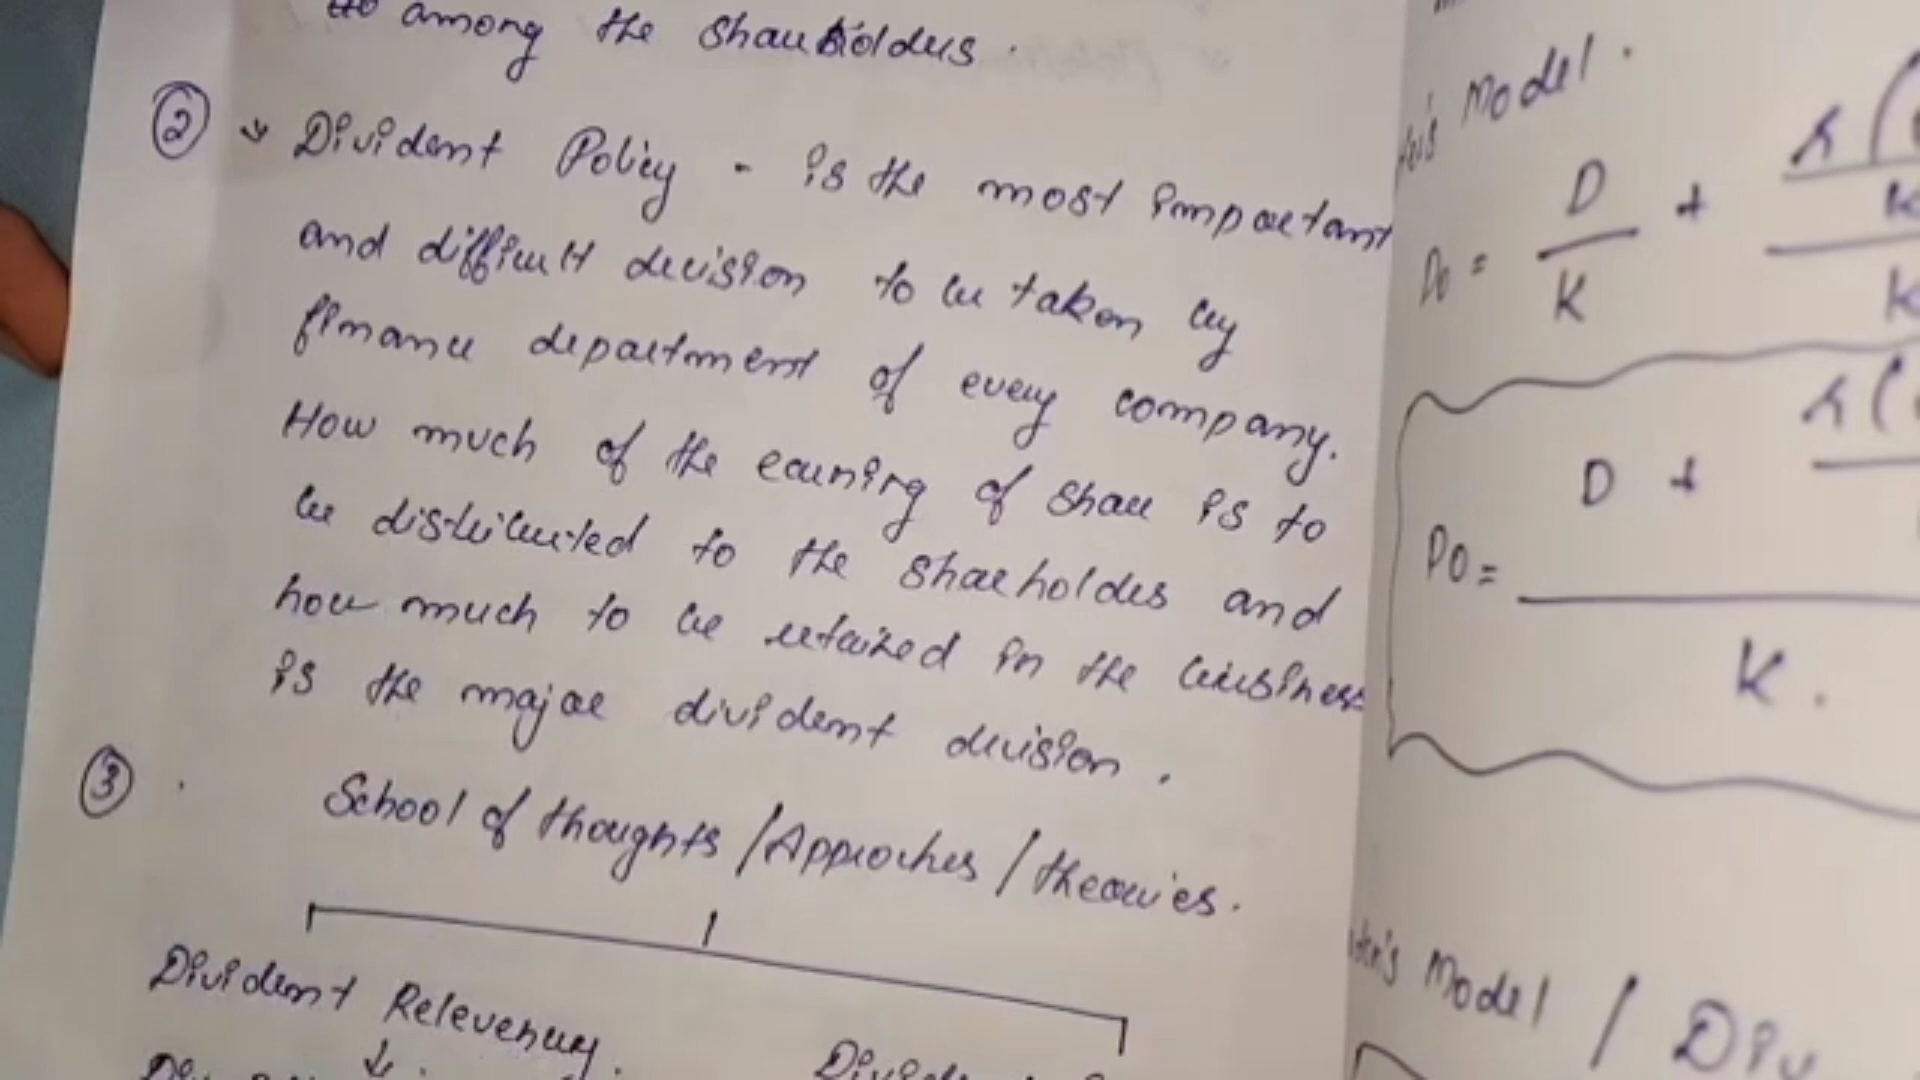 among the shareholders.
② Divident Policy - is the most important
and difficult decision to be taken by
finance department of every company.
How much of the earning of share is to
be distributed to the shareholders and
how much to be retained in the business
is the major divident decision.
③ School of thoughts / Approches / theories.
Divident Relevency.
Model.
P0 = D/K +
P0 = D +
K.
Model / Div